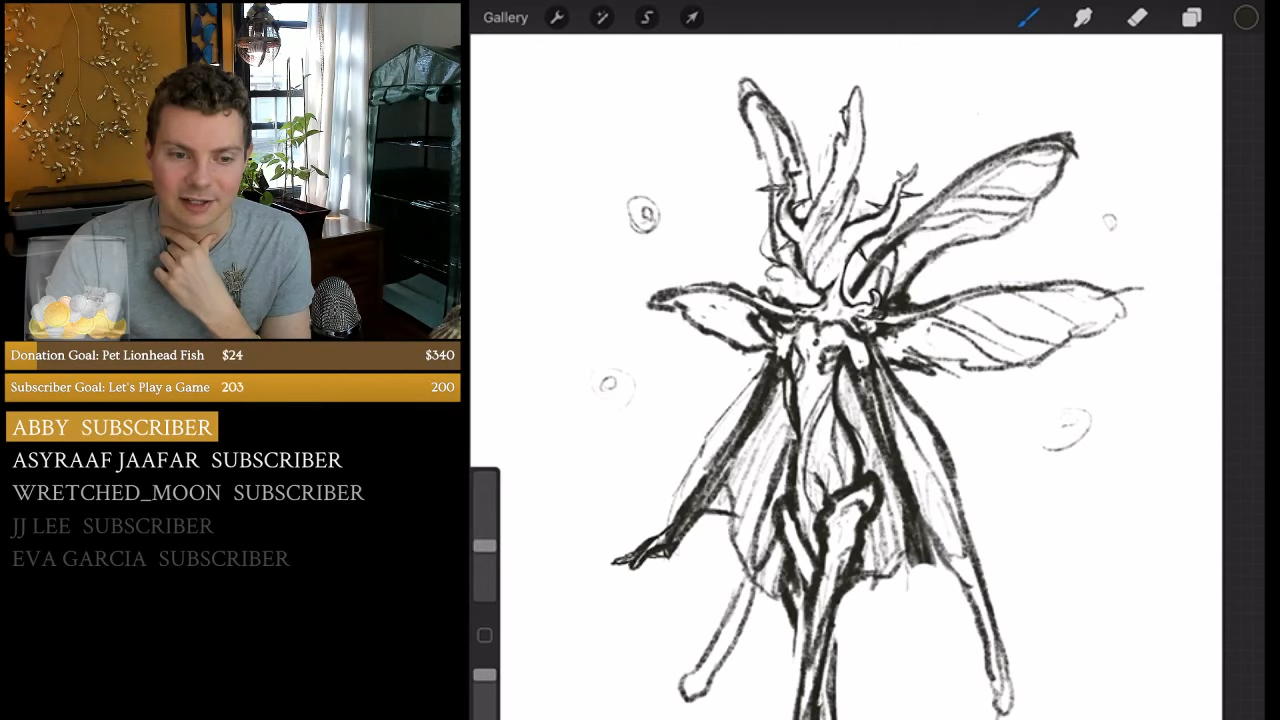 Gallery
Donation Goal: Pet Lionhead Fish $24 $340
Subscriber Goal: Let's Play a Game 203 200
ABBY SUBSCRIBER
ASYRAAF JAAFAR SUBSCRIBER
WRETCHED_MOON SUBSCRIBER
JJ LEE SUBSCRIBER
EVA GARCIA SUBSCRIBER